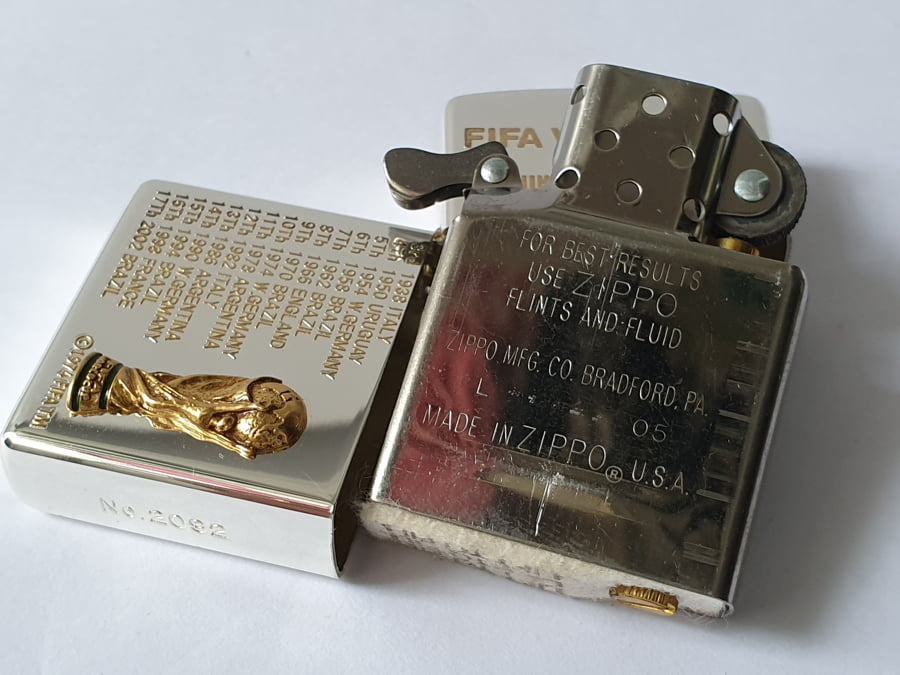 FIFA
1938 ITALY
1950 URUGUAY
5Th 1954 W.GERMANY
6Th 1958 BRAZIL
7Th 1962 BRAZIL
8Th 1966 ENGLAND
9Th 1970 BRAZIL
10Th 1974 W.GERMANY
11Th 1978 ARGENTINA
12Th 1982 ITALY
13Th 1986 ARGENTINA
14Th 1990 W.GERMANY
15Th 1994 BRAZIL
16Th 1998 FRANCE
17Th 2002 BRAZIL
No.2092
FOR BEST RESULTS
USE ZIPPO
FLINTS AND FLUID
ZIPPO MFG. CO. BRADFORD, PA.
L 05
MADE IN ZIPPO® U.S.A.